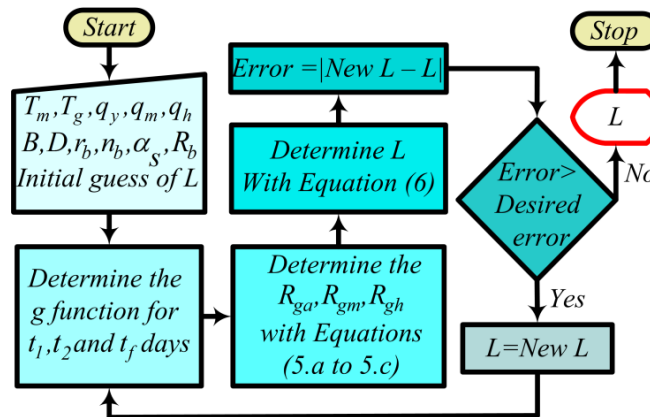 Start
T_m, T_g, q_y, q_m, q_h
B, D, r_b, n_b, α_s, R_b
Initial guess of L
Determine the
g function for
t_1, t_2 and t_f days
Determine the
R_ga, R_gm, R_gh
with Equations
(5.a to 5.c)
Determine L
With Equation (6)
Error =|New L – L|
Error>
Desired
error
Yes
L=New L
No
L
Stop